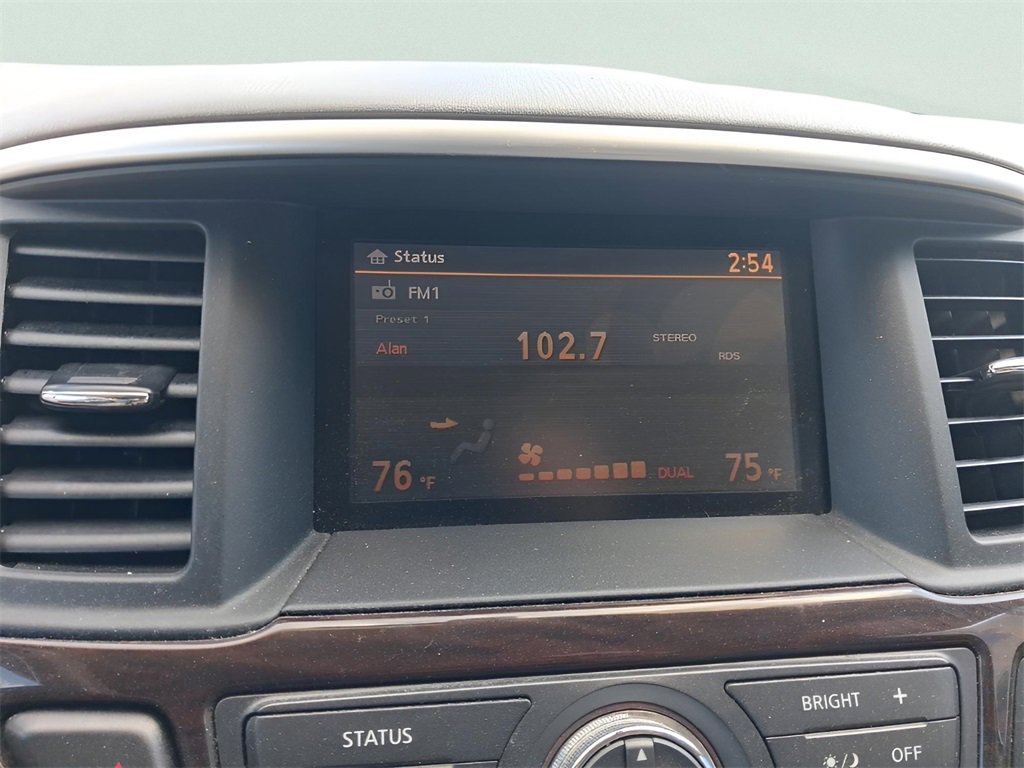 Status 2:54
FM1
Preset 1
Alan 102.7 STEREO
RDS
76 °F DUAL 75 °F
STATUS
BRIGHT +
OFF